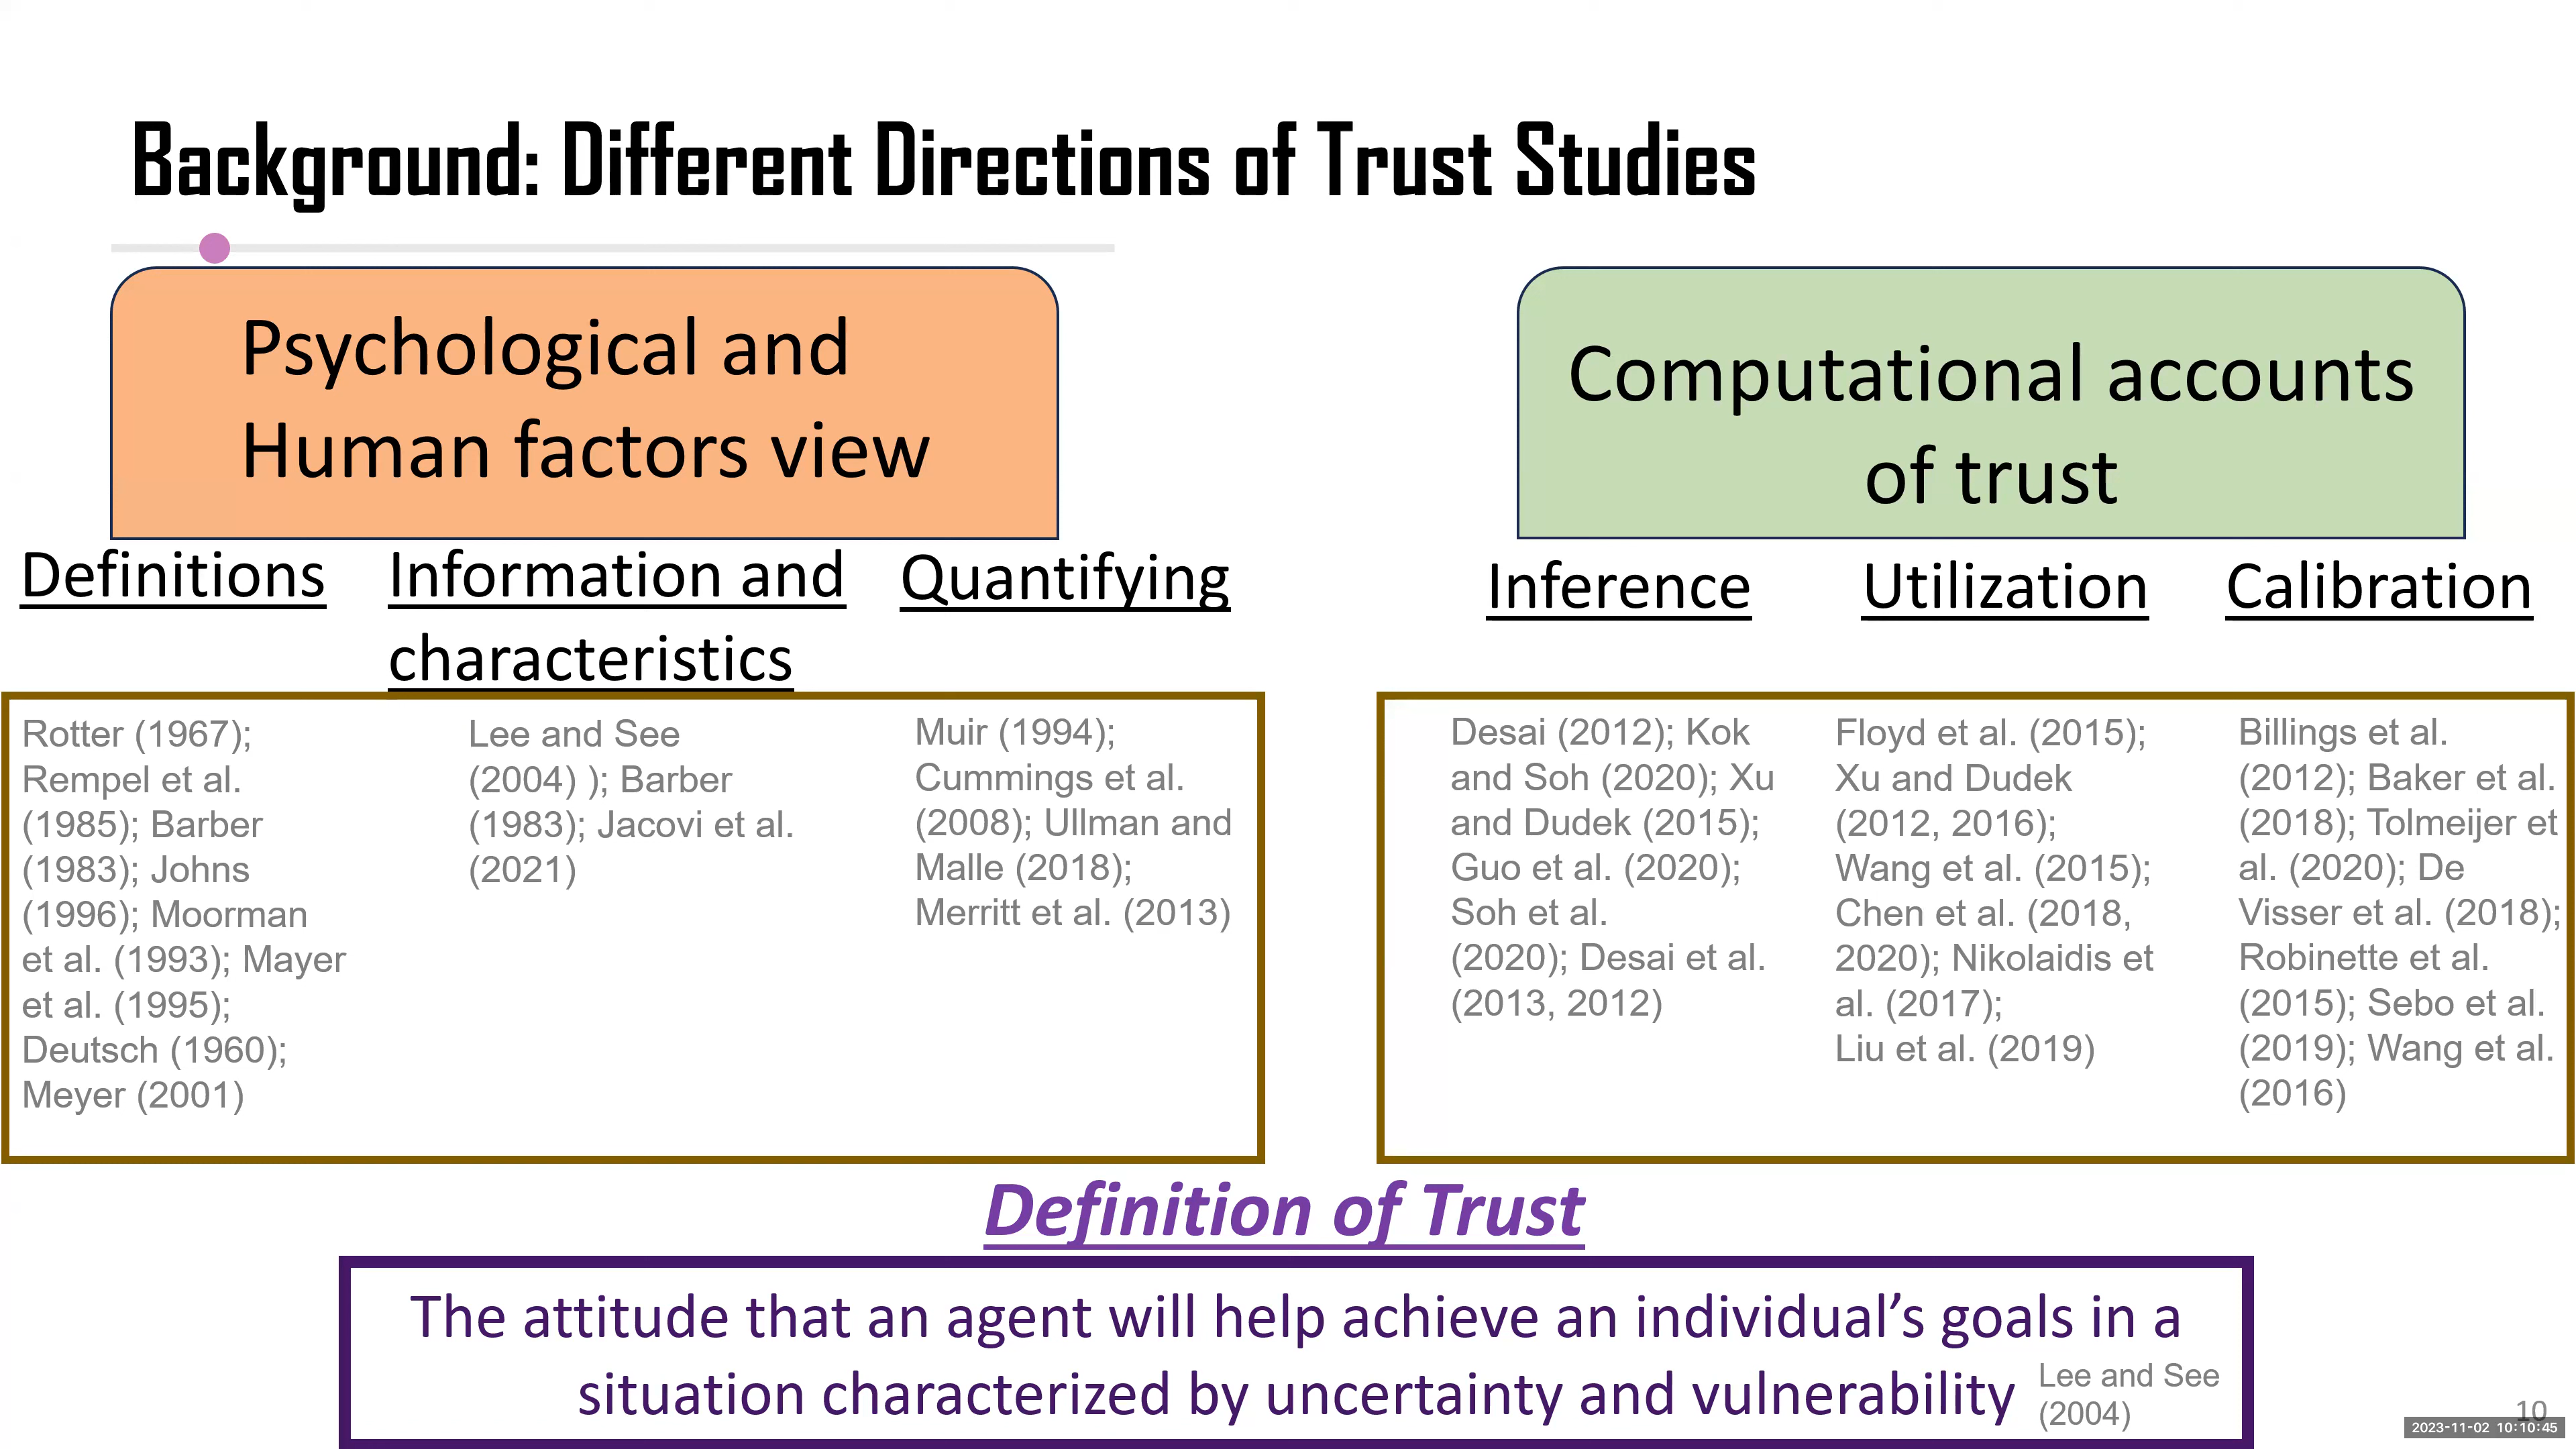 Background: Different Directions of Trust Studies
Psychological and
Human factors view
Computational accounts
of trust
Definitions
Information and
characteristics
Quantifying
Inference
Utilization
Calibration
Rotter (1967);
Rempel et al.
(1985); Barber
(1983); Johns
(1996); Moorman
et al. (1993); Mayer
et al. (1995);
Deutsch (1960);
Meyer (2001)
Lee and See
(2004) ); Barber
(1983); Jacovi et al.
(2021)
Muir (1994);
Cummings et al.
(2008); Ullman and
Malle (2018);
Merritt et al. (2013)
Desai (2012); Kok
and Soh (2020); Xu
and Dudek (2015);
Guo et al. (2020);
Soh et al.
(2020); Desai et al.
(2013, 2012)
Floyd et al. (2015);
Xu and Dudek
(2012, 2016);
Wang et al. (2015);
Chen et al. (2018,
2020); Nikolaidis et
al. (2017);
Liu et al. (2019)
Billings et al.
(2012); Baker et al.
(2018); Tolmeijer et
al. (2020); De
Visser et al. (2018);
Robinette et al.
(2015); Sebo et al.
(2019); Wang et al.
(2016)
Definition of Trust
The attitude that an agent will help achieve an individual’s goals in a
situation characterized by uncertainty and vulnerability
Lee and See
(2004)
10
2023-11-02 10:10:45